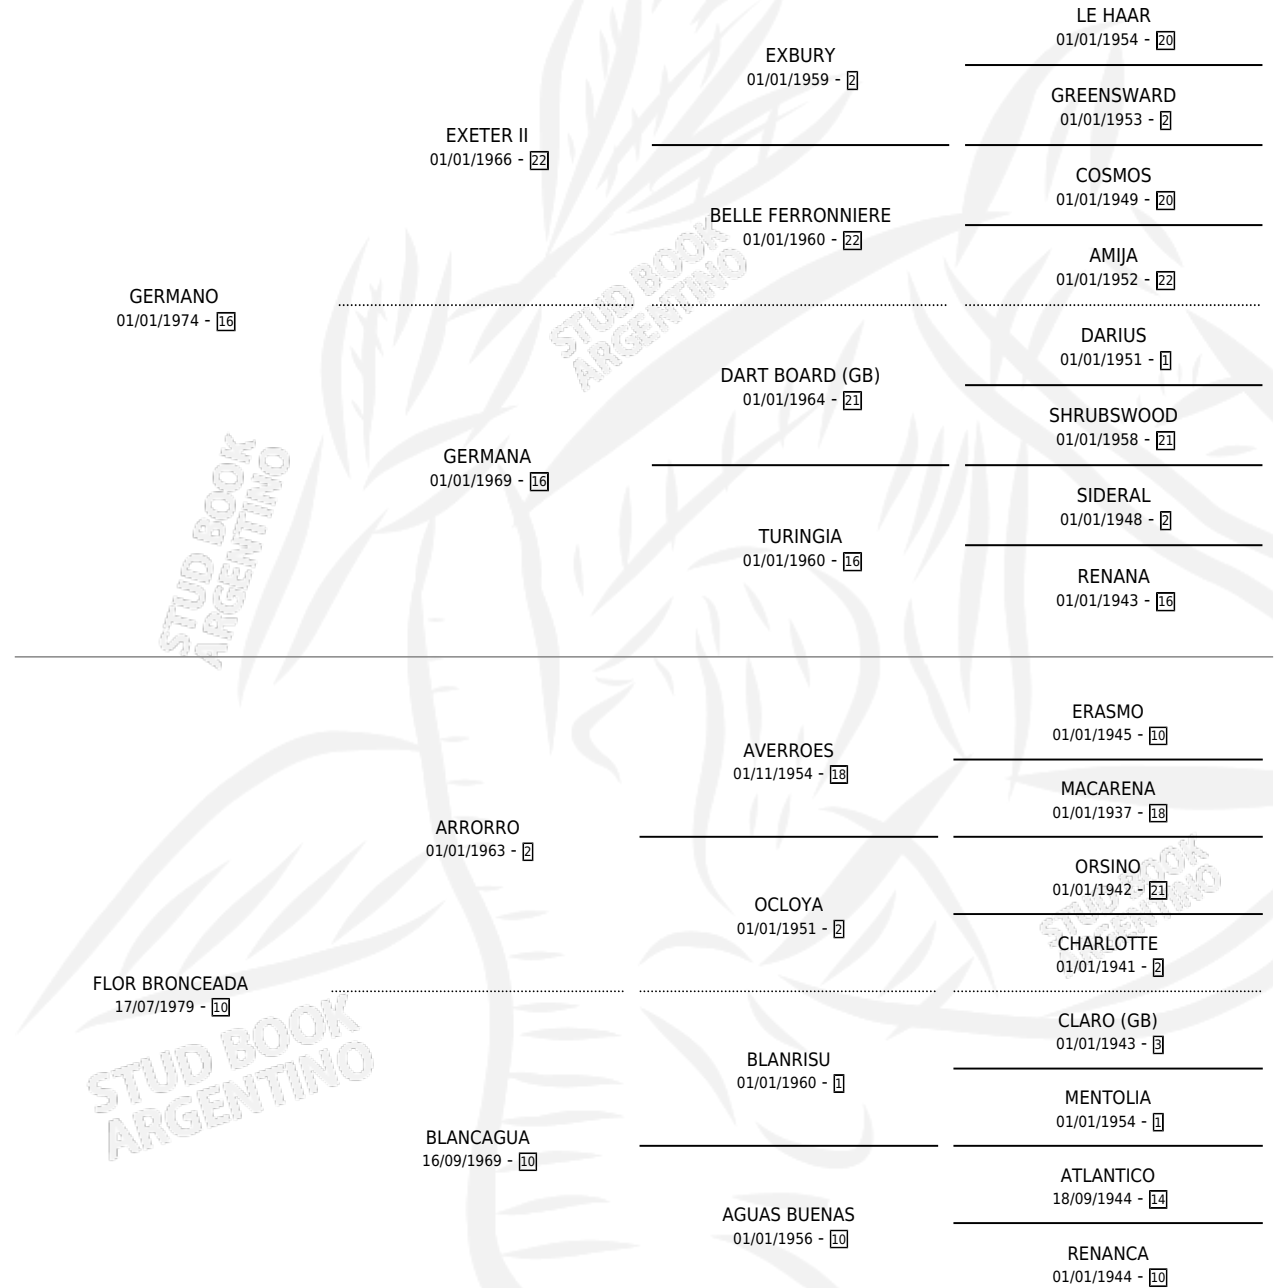 LE HAAR
01/01/1954 - 20
EXBURY
01/01/1959 - 2
GREENSWARD
01/01/1953 - 2
EXETER II
01/01/1966 - 22
COSMOS
01/01/1949 - 20
BELLE FERRONNIERE
01/01/1960 - 22
AMIJA
01/01/1952 - 22
GERMANO
01/01/1974 - 16
STUD BOOK
ARGENTINO
DARIUS
01/01/1951 - 1
DART BOARD (GB)
01/01/1964 - 21
SHRUBSWOOD
01/01/1958 - 21
GERMANA
01/01/1969 - 16
SIDERAL
01/01/1948 - 2
TURINGIA
01/01/1960 - 16
RENANA
01/01/1943 - 16
STUD BOOK
ARGENTINO
ERASMO
01/01/1945 - 10
AVERROES
01/11/1954 - 18
MACARENA
01/01/1937 - 18
ARRORRO
01/01/1963 - 2
ORSINO
01/01/1942 - 21
OCLOYA
01/01/1951 - 2
CHARLOTTE
01/01/1941 - 2
STUD BOOK
ARGENTINO
FLOR BRONCEADA
17/07/1979 - 10
CLARO (GB)
01/01/1943 - 3
BLANRISU
01/01/1960 - 1
MENTOLIA
01/01/1954 - 1
STUD BOOK
ARGENTINO
BLANCAGUA
16/09/1969 - 10
ATLANTICO
18/09/1944 - 14
AGUAS BUENAS
01/01/1956 - 10
RENANCA
01/01/1944 - 10